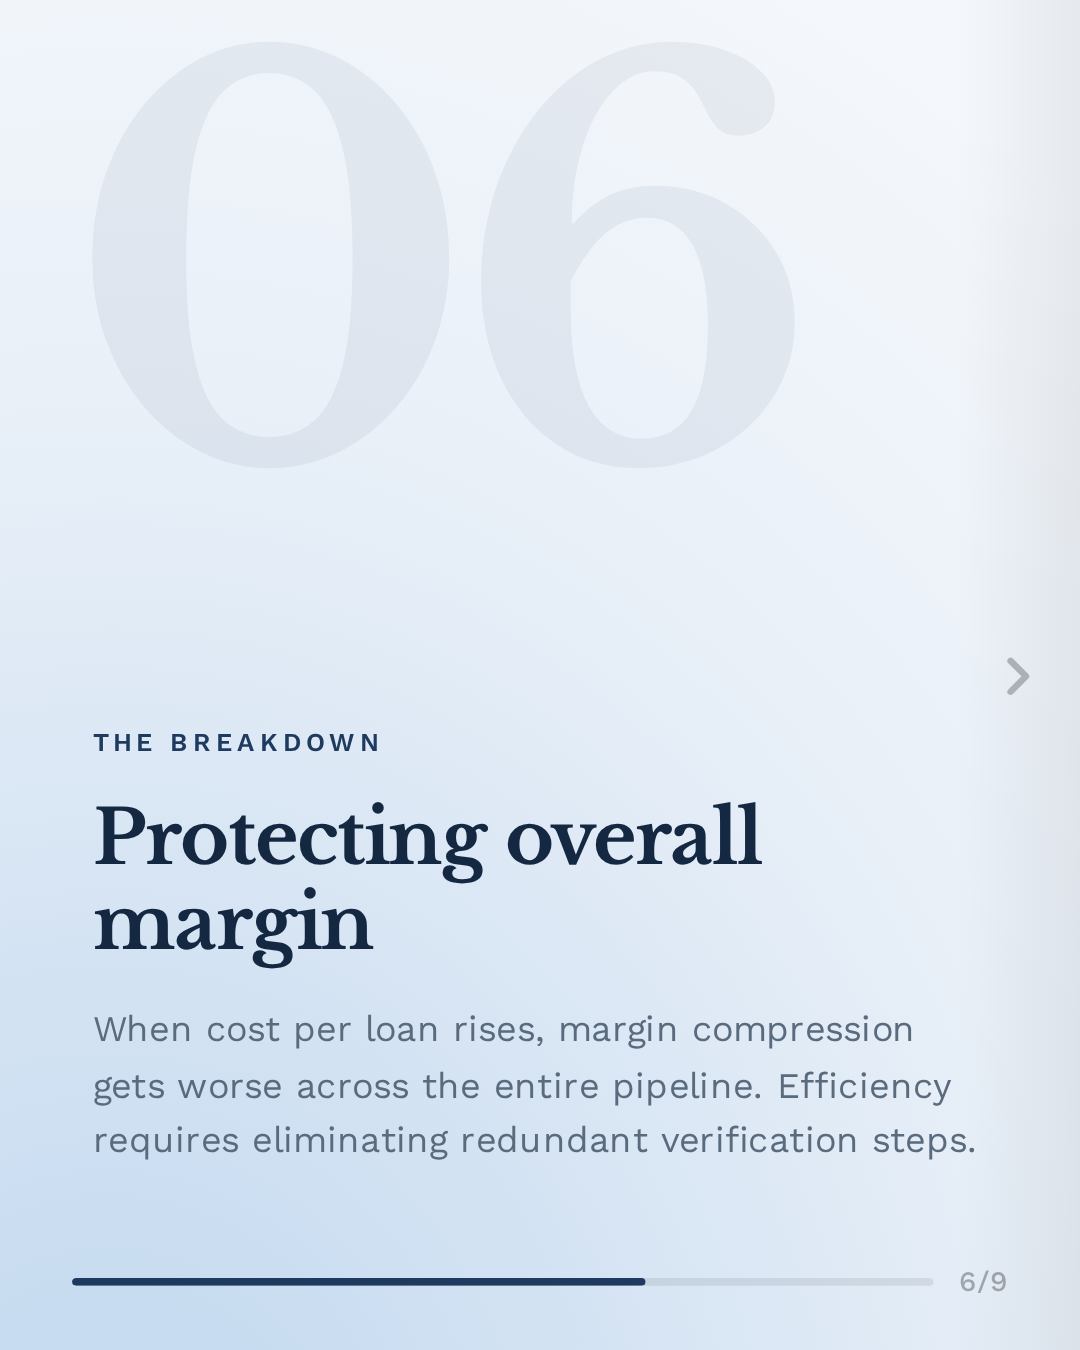 06
THE BREAKDOWN
Protecting overall
margin
When cost per loan rises, margin compression
gets worse across the entire pipeline. Efficiency
requires eliminating redundant verification steps.
6/9